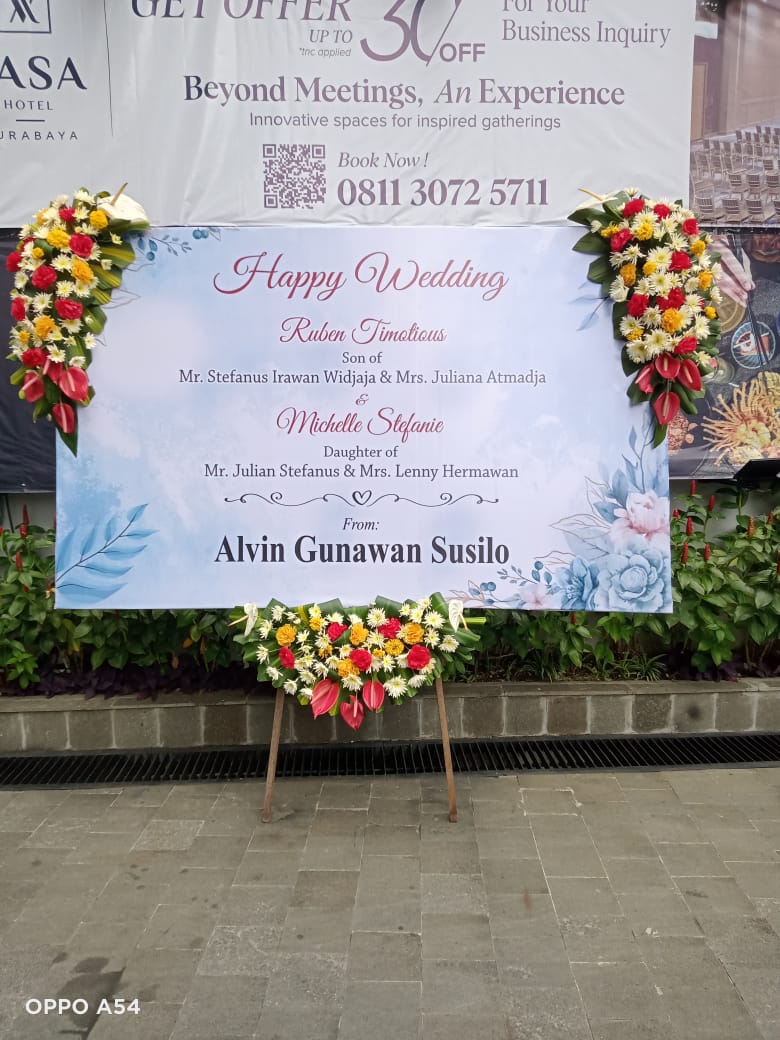 GET OFFER
UP TO
*tnc applied
30%
OFF
For Your
Business Inquiry
ASA
HOTEL
URABAYA
Beyond Meetings, An Experience
Innovative spaces for inspired gatherings
Book Now !
0811 3072 5711
Happy Wedding
Ruben Timotious
Son of
Mr. Stefanus Irawan Widjaja & Mrs. Juliana Atmadja
&
Michelle Stefanie
Daughter of
Mr. Julian Stefanus & Mrs. Lenny Hermawan
From:
Alvin Gunawan Susilo
OPPO A54